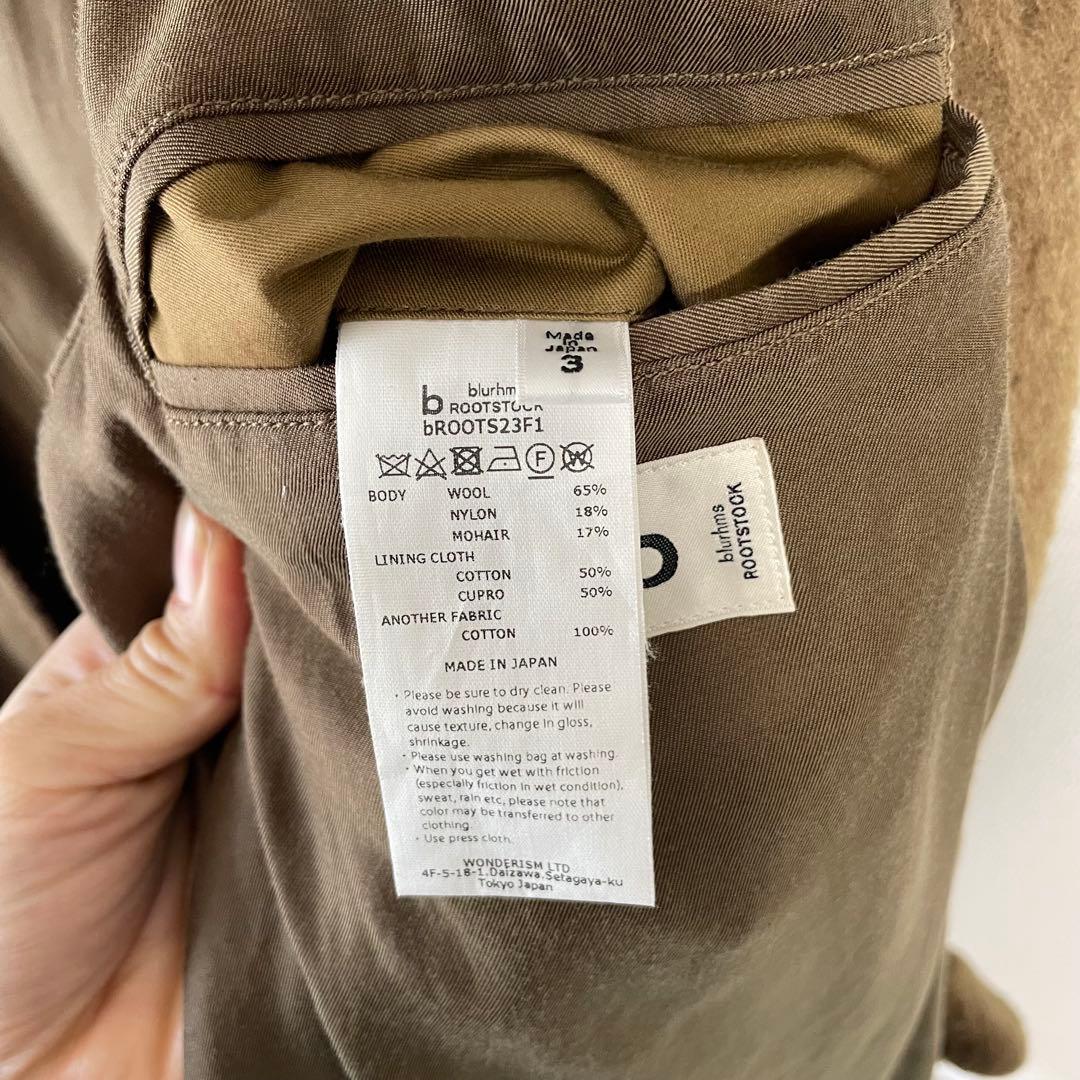 Made
in
Japan
3
blurhm
b ROOTSTOCK
bROOTS23F1
F W
BODY WOOL 65%
NYLON 18%
MOHAIR 17%
LINING CLOTH
COTTON 50%
CUPRO 50%
ANOTHER FABRIC
COTTON 100%
MADE IN JAPAN
・Please be sure to dry clean. Please
avoid washing because it will
cause texture, change in gloss,
shrinkage.
・Please use washing bag at washing.
・When you get wet with friction
(especially friction in wet condition),
sweat, rain etc, please note that
color may be transferred to other
clothing.
・Use press cloth.
WONDERISM LTD
4F-5-18-1.Daizawa.Setagaya-ku
Tokyo Japan
blurhms
ROOTSTOCK